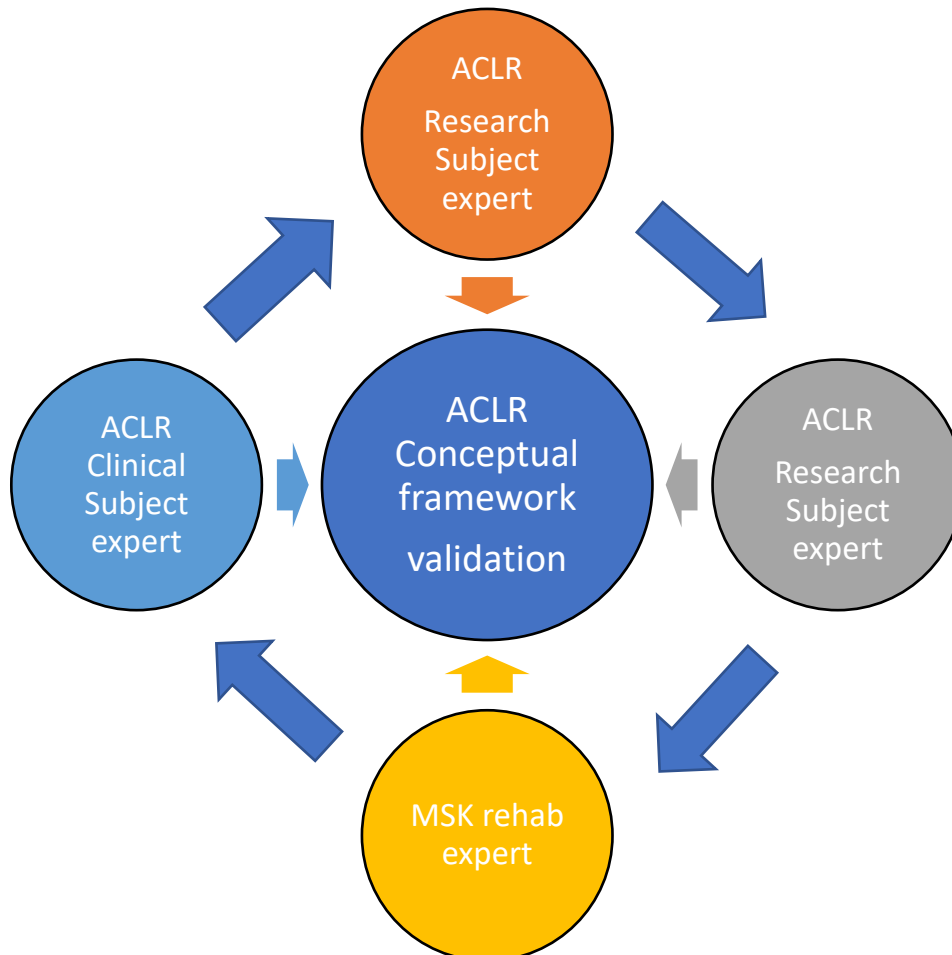 ACLR
Research
Subject
expert
ACLR
Clinical
Subject
expert
ACLR
Conceptual
framework
validation
ACLR
Research
Subject
expert
MSK rehab
expert